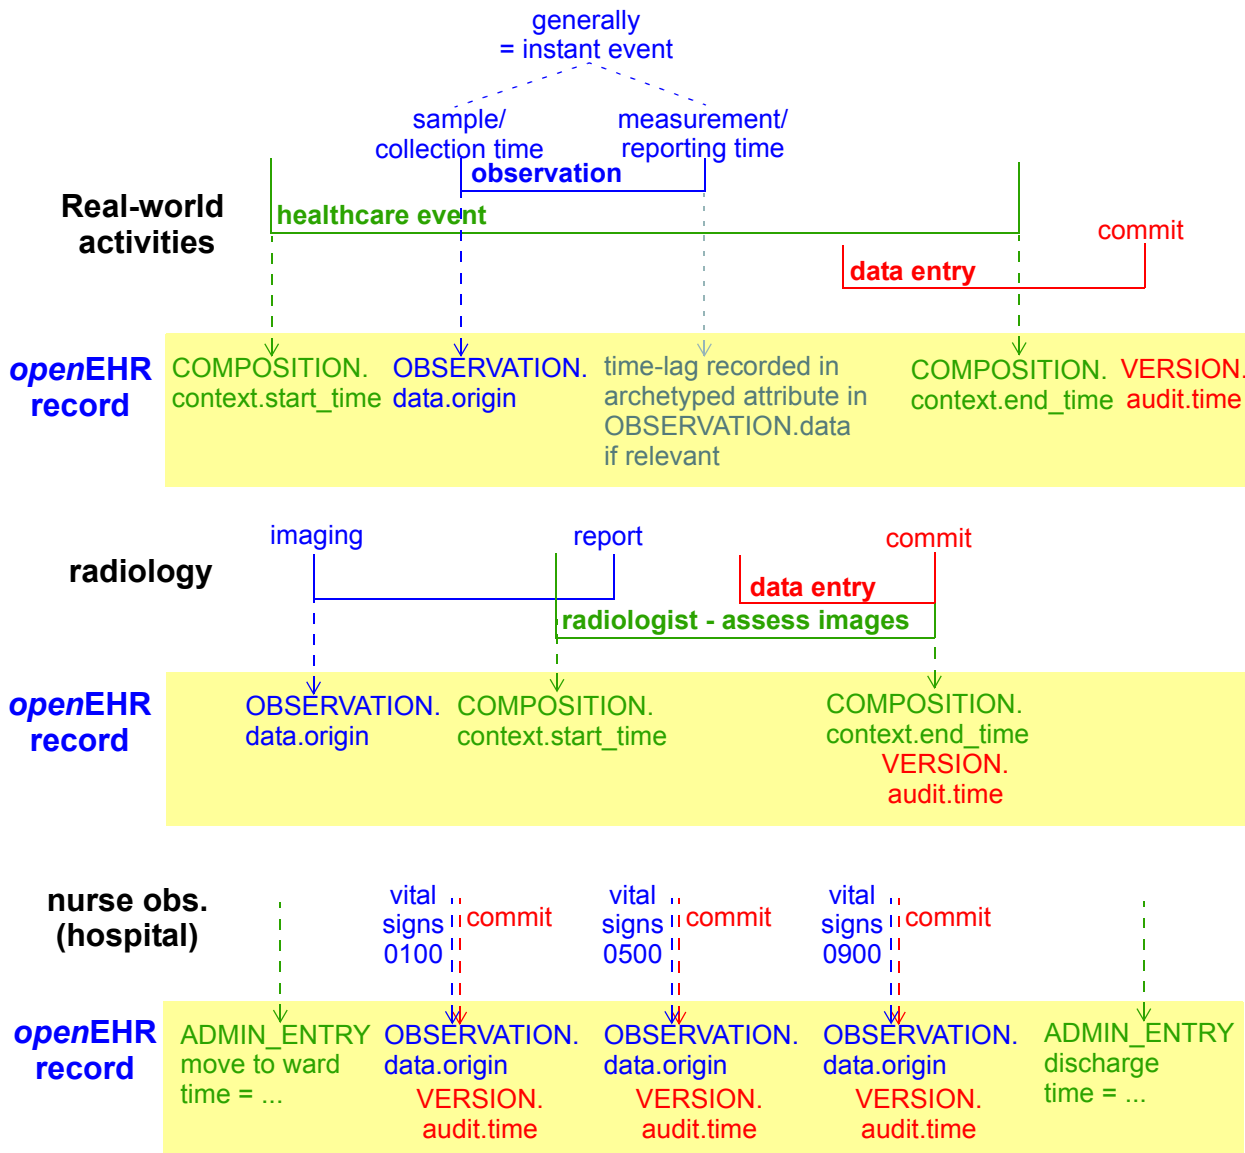 generally
= instant event
sample/
collection time
measurement/
reporting time
observation
Real-world
activities
healthcare event
commit
data entry
openEHR
record
COMPOSITION.
context.start_time
OBSERVATION.
data.origin
time-lag recorded in
archetyped attribute in
OBSERVATION.data
if relevant
COMPOSITION.
context.end_time
VERSION.
audit.time
radiology
imaging
report
commit
data entry
radiologist - assess images
openEHR
record
OBSERVATION.
data.origin
COMPOSITION.
context.start_time
COMPOSITION.
context.end_time
VERSION.
audit.time
nurse obs.
(hospital)
vital
signs
0100
commit
vital
signs
0500
commit
vital
signs
0900
commit
openEHR
record
ADMIN_ENTRY
move to ward
time = ...
OBSERVATION.
data.origin
VERSION.
audit.time
OBSERVATION.
data.origin
VERSION.
audit.time
OBSERVATION.
data.origin
VERSION.
audit.time
ADMIN_ENTRY
discharge
time = ...